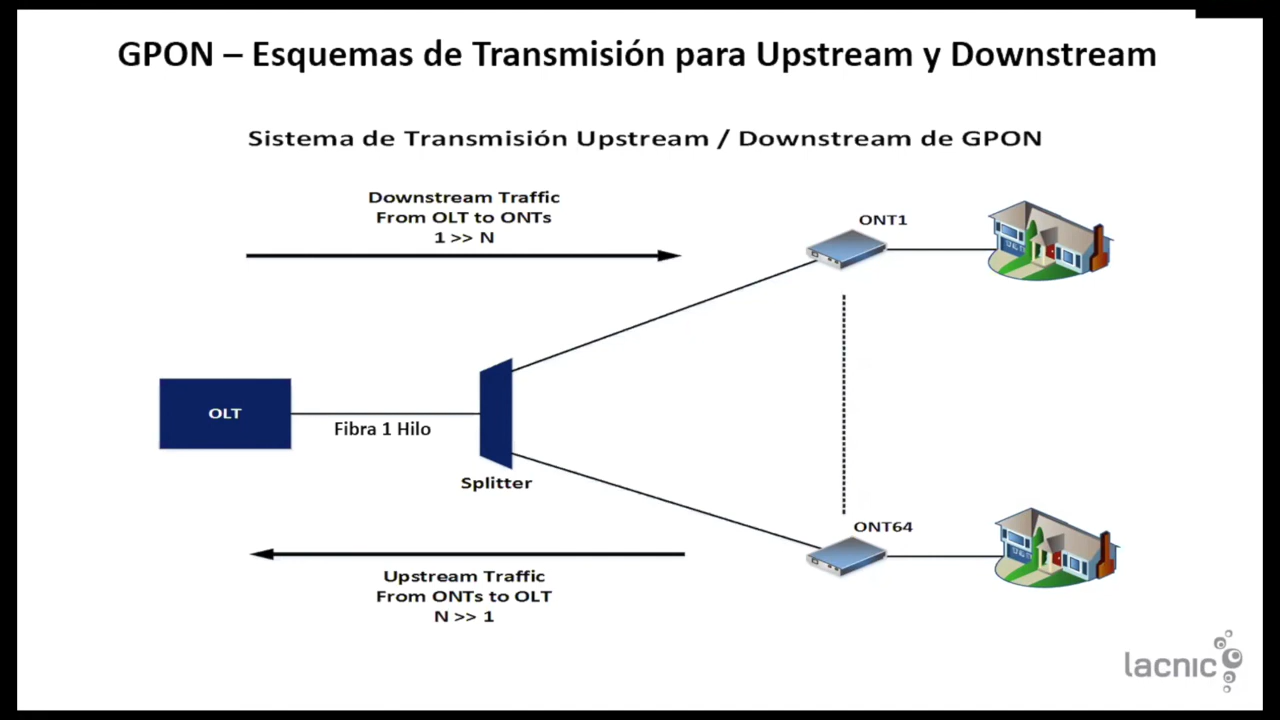 GPON – Esquemas de Transmisión para Upstream y Downstream
Sistema de Transmisión Upstream / Downstream de GPON
Downstream Traffic
From OLT to ONTs
1 >> N
ONT1
OLT
Fibra 1 Hilo
Splitter
ONT64
Upstream Traffic
From ONTs to OLT
N >> 1
lacnic